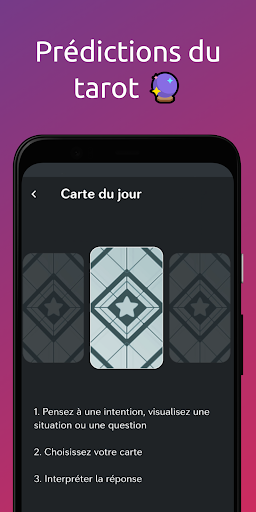 Prédictions du
tarot 🔮
Carte du jour
1. Pensez à une intention, visualisez une
situation ou une question
2. Choisissez votre carte
3. Interpréter la réponse